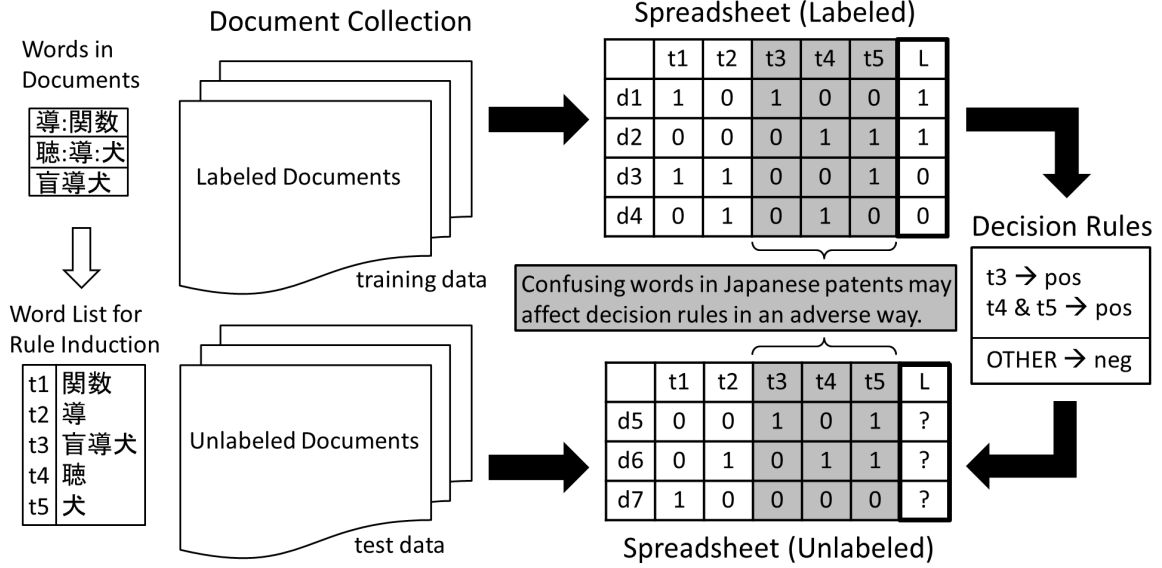 Words in
Documents
導:関数
聴:導:犬
盲導犬
Word List for
Rule Induction
t1 関数
t2 導
t3 盲導犬
t4 聴
t5 犬
Document Collection
Labeled Documents
training data
Unlabeled Documents
test data
Spreadsheet (Labeled)
t1 t2 t3 t4 t5 L
d1 1 0 1 0 0 1
d2 0 0 0 1 1 1
d3 1 1 0 0 1 0
d4 0 1 0 1 0 0
Confusing words in Japanese patents may
affect decision rules in an adverse way.
t1 t2 t3 t4 t5 L
d5 0 0 1 0 1 ?
d6 0 1 0 1 1 ?
d7 1 0 0 0 0 ?
Spreadsheet (Unlabeled)
Decision Rules
t3 → pos
t4 & t5 → pos
OTHER → neg